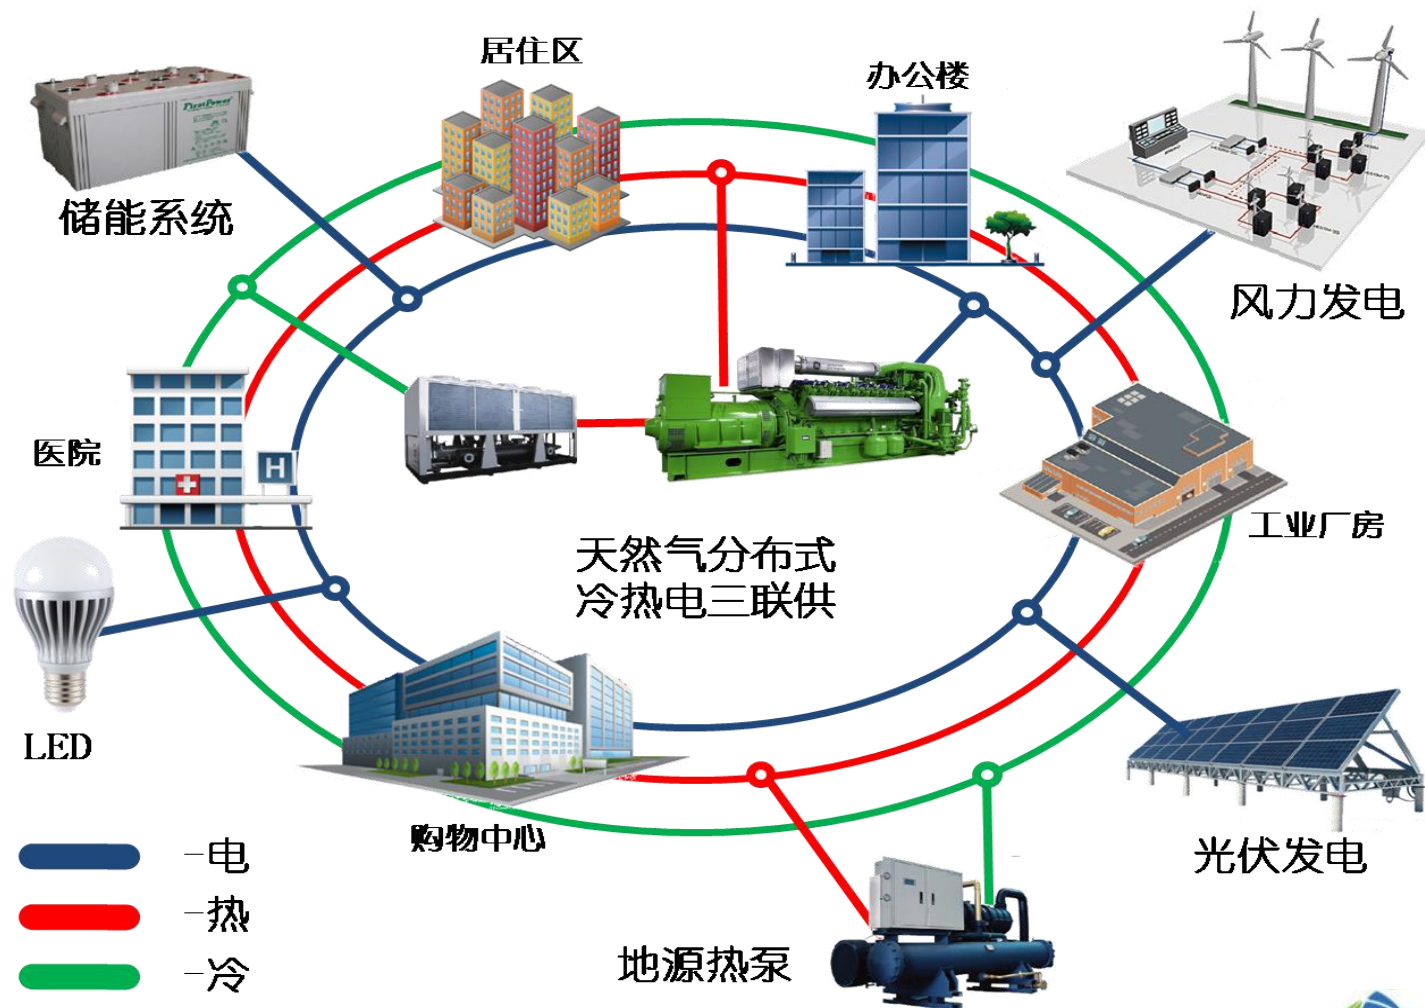 居住区
办公楼
FirstPower
储能系统
风力发电
医院
H
工业厂房
天然气分布式
冷热电三联供
LED
购物中心
光伏发电
-电
-热
-冷
地源热泵